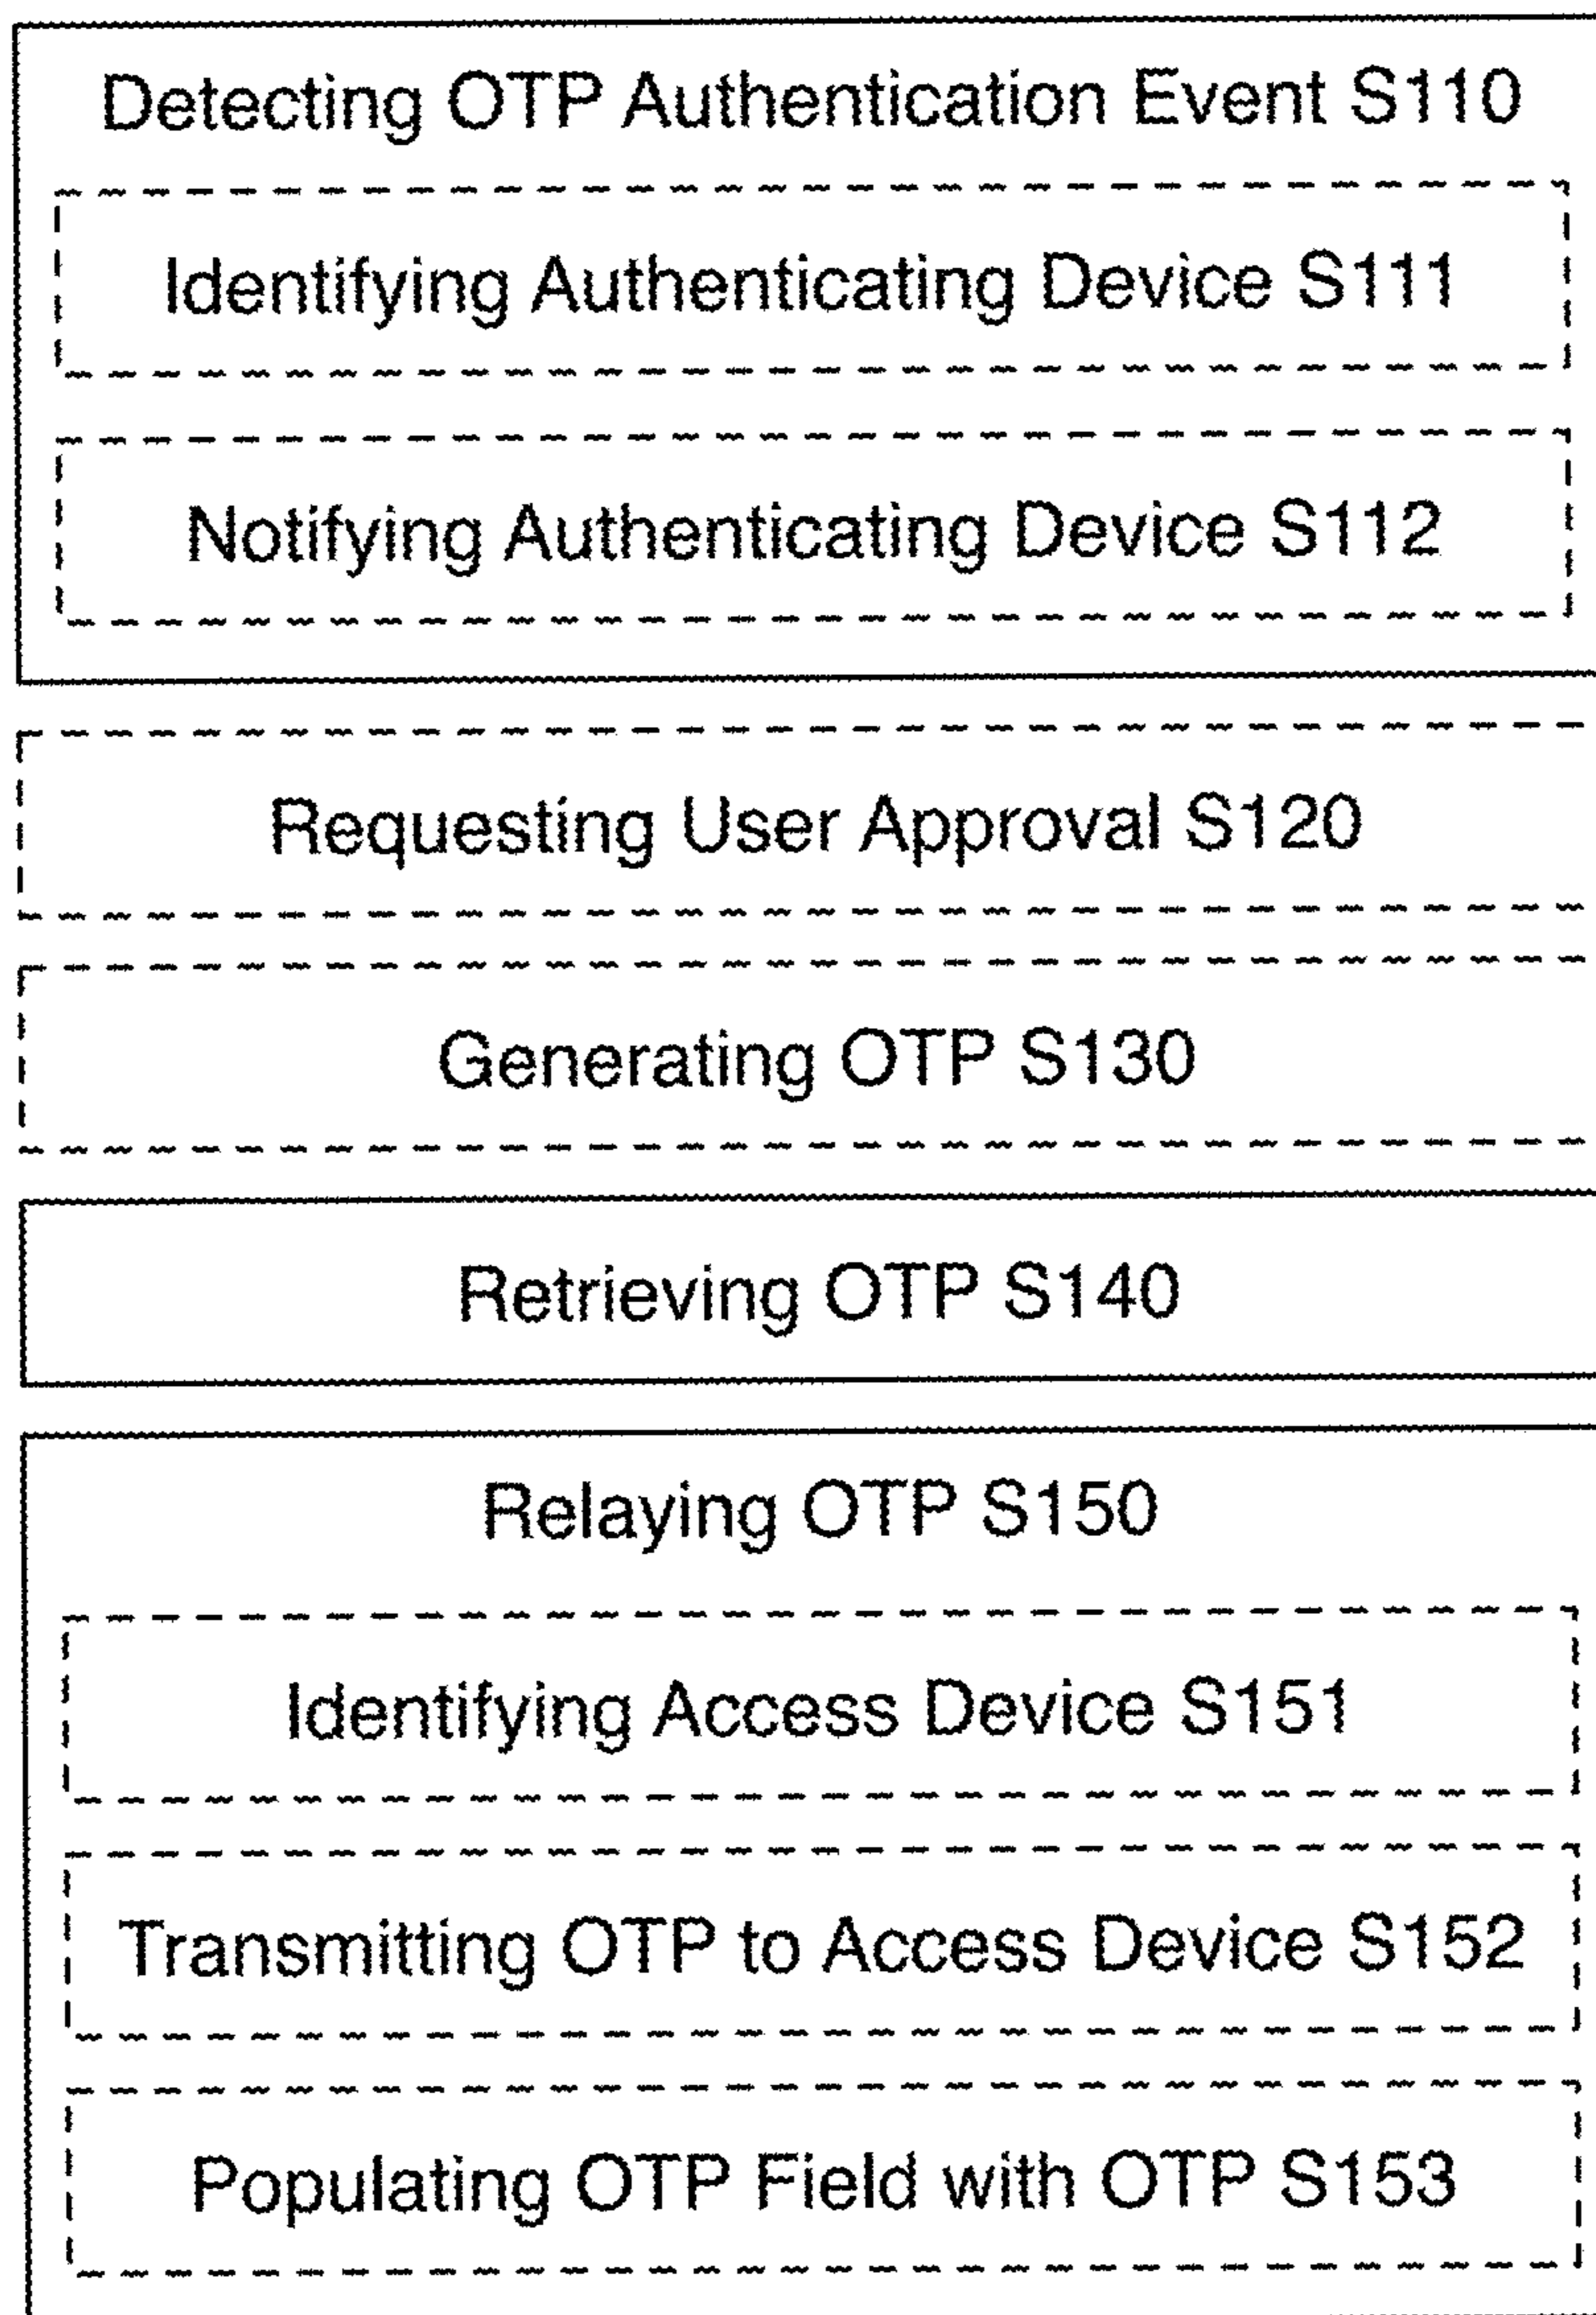 Detecting OTP Authentication Event S110
Identifying Authenticating Device S111
Notifying Authenticating Device S112
Requesting User Approval S120
Generating OTP S130
Retrieving OTP S140
Relaying OTP S150
Identifying Access Device S151
Transmitting OTP to Access Device S152
Populating OTP Field with OTP S153